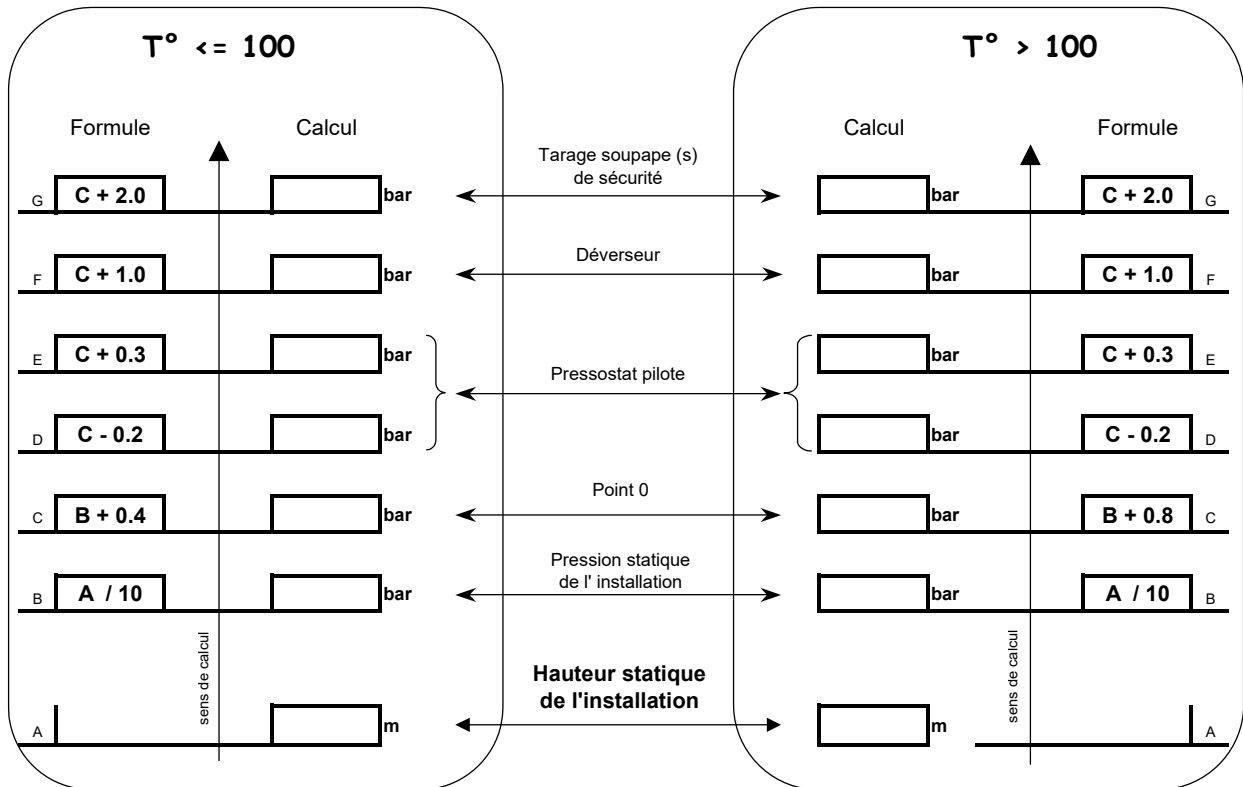 T° <= 100
T° > 100
Formule Calcul
Calcul Formule
Tarage soupape (s)
de sécurité
G C + 2.0 bar
bar C + 2.0 G
Déverseur
F C + 1.0 bar
bar C + 1.0 F
E C + 0.3 bar
bar C + 0.3 E
Pressostat pilote
D C - 0.2 bar
bar C - 0.2 D
Point 0
C B + 0.4 bar
bar B + 0.8 C
Pression statique
de l' installation
B A / 10 bar
bar A / 10 B
sens de calcul
sens de calcul
Hauteur statique
de l'installation
A m
m A